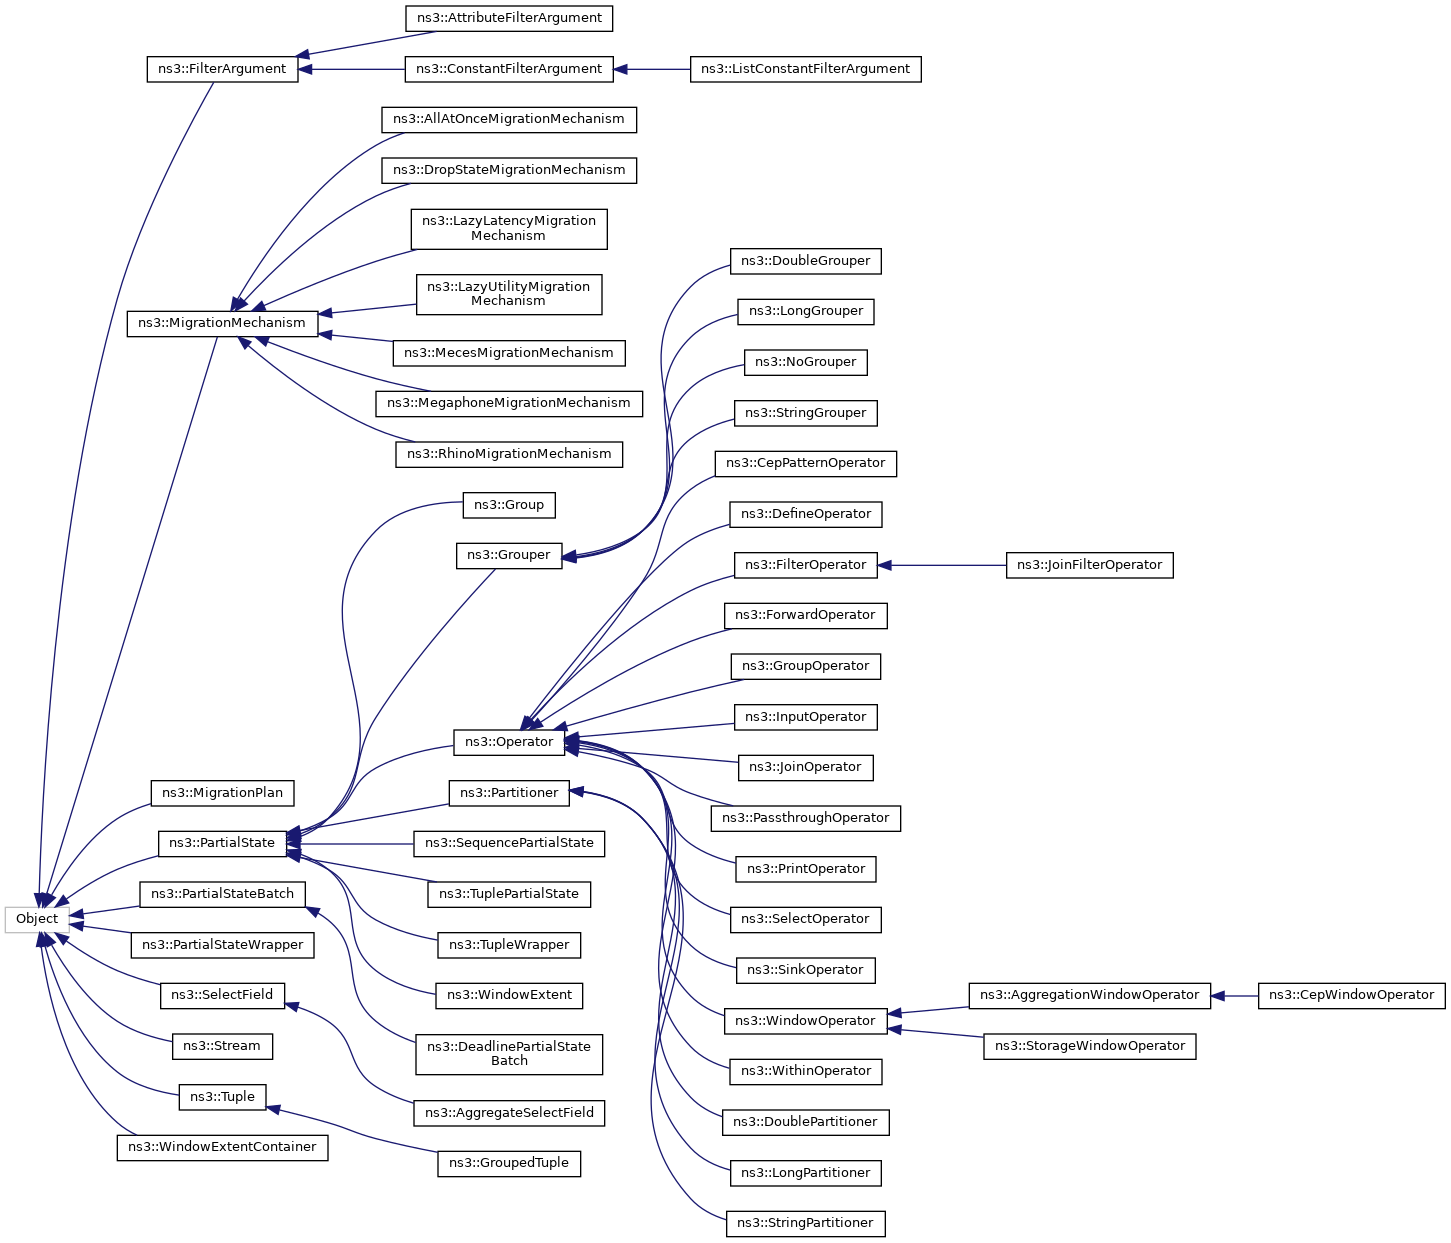 ns3::AttributeFilterArgument
ns3::FilterArgument
ns3::ConstantFilterArgument
ns3::ListConstantFilterArgument
ns3::AllAtOnceMigrationMechanism
ns3::DropStateMigrationMechanism
ns3::LazyLatencyMigration
Mechanism
ns3::LazyUtilityMigration
Mechanism
ns3::MigrationMechanism
ns3::MecesMigrationMechanism
ns3::MegaphoneMigrationMechanism
ns3::RhinoMigrationMechanism
ns3::DoubleGrouper
ns3::LongGrouper
ns3::NoGrouper
ns3::StringGrouper
ns3::CepPatternOperator
ns3::Group
ns3::DefineOperator
ns3::Grouper
ns3::FilterOperator
ns3::JoinFilterOperator
ns3::ForwardOperator
ns3::GroupOperator
ns3::InputOperator
ns3::Operator
ns3::JoinOperator
ns3::MigrationPlan
ns3::Partitioner
ns3::PassthroughOperator
ns3::PartialState
ns3::SequencePartialState
ns3::PrintOperator
ns3::PartialStateBatch
ns3::TuplePartialState
Object
ns3::SelectOperator
ns3::PartialStateWrapper
ns3::TupleWrapper
ns3::SinkOperator
ns3::SelectField
ns3::WindowExtent
ns3::AggregationWindowOperator
ns3::CepWindowOperator
ns3::WindowOperator
ns3::Stream
ns3::DeadlinePartialState
Batch
ns3::StorageWindowOperator
ns3::WithinOperator
ns3::Tuple
ns3::AggregateSelectField
ns3::DoublePartitioner
ns3::WindowExtentContainer
ns3::GroupedTuple
ns3::LongPartitioner
ns3::StringPartitioner